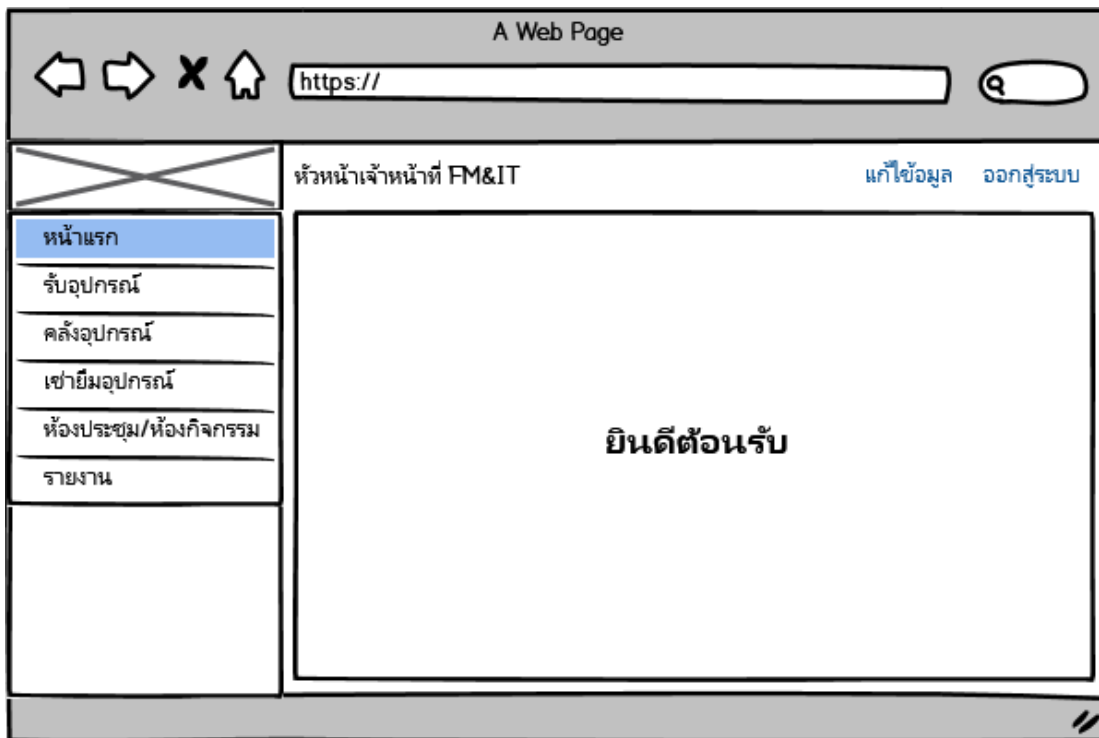 A Web Page
https://
หัวหน้าเจ้าหน้าที่ FM&IT
แก้ไข้อมูล ออกสู่ระบบ
หน้าแรก
รับอุปกรณ์
คลังอุปกรณ์
เช่ายืมอุปกรณ์
ห้องประชุม/ห้องกิจกรรม
รายงาน
ยินดีต้อนรับ